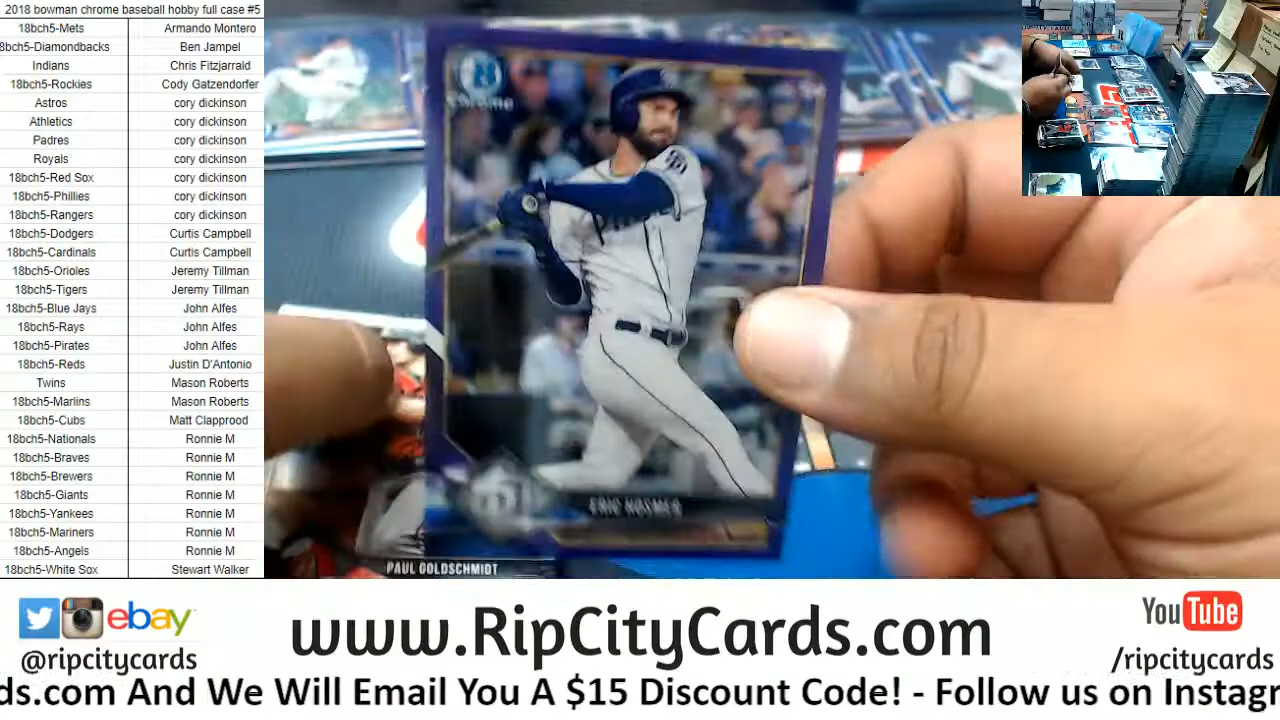 2018 bowman chrome baseball hobby full case #5
18bch5-Mets Armando Montero
8bch5-Diamondbacks Ben Jampel
Indians Chris Fitzjarrald
18bch5-Rockies Cody Gatzendorfer
Astros cory dickinson
Athletics cory dickinson
Padres cory dickinson
Royals cory dickinson
18bch5-Red Sox cory dickinson
18bch5-Phillies cory dickinson
18bch5-Rangers cory dickinson
18bch5-Dodgers Curtis Campbell
18bch5-Cardinals Curtis Campbell
18bch5-Orioles Jeremy Tillman
18bch5-Tigers Jeremy Tillman
18bch5-Blue Jays John Alfes
18bch5-Rays John Alfes
18bch5-Pirates John Alfes
18bch5-Reds Justin D'Antonio
Twins Mason Roberts
18bch5-Marlins Mason Roberts
18bch5-Cubs Matt Clapprood
18bch5-Nationals Ronnie M
18bch5-Braves Ronnie M
18bch5-Brewers Ronnie M
18bch5-Giants Ronnie M
18bch5-Yankees Ronnie M
18bch5-Mariners Ronnie M
18bch5-Angels Ronnie M
18bch5-White Sox Stewart Walker
Chrome
ERIC HOSMER
PAUL GOLDSCHMIDT
ebay
@ripcitycards
www.RipCityCards.com
YouTube
/ripcitycards
ds.com And We Will Email You A $15 Discount Code! - Follow us on Instagr